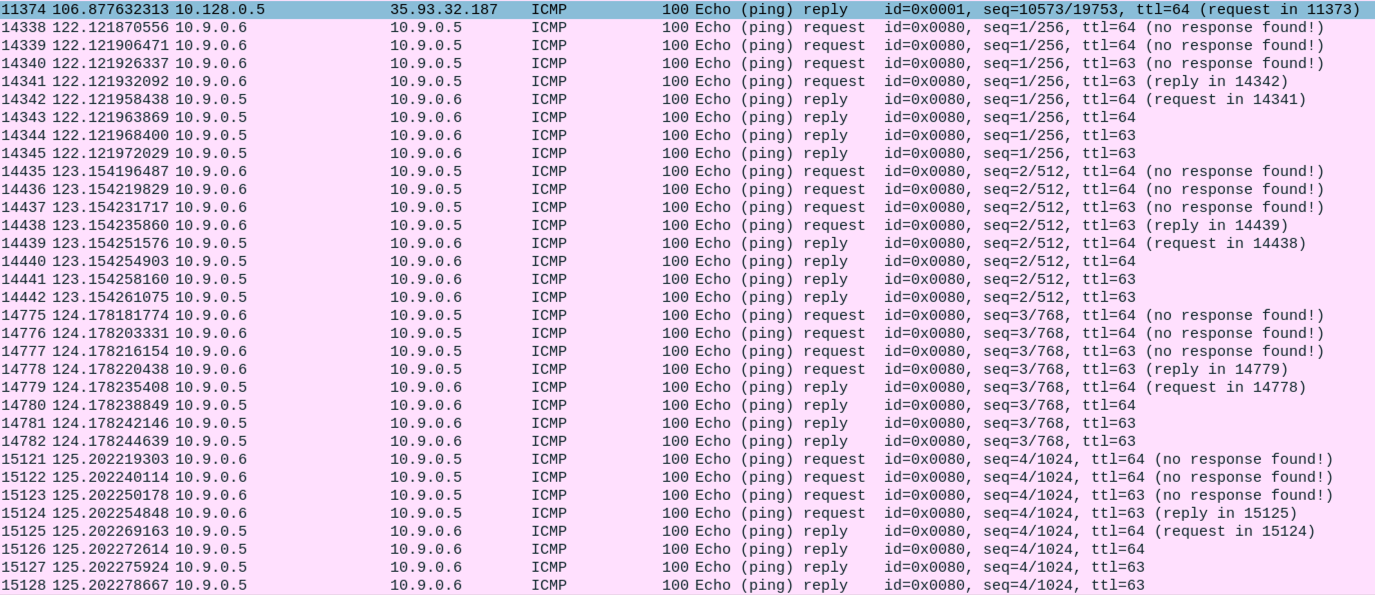 11374 106.877632313 10.128.0.5 35.93.32.187 ICMP 100 Echo (ping) reply id=0x0001, seq=10573/19753, ttl=64 (request in 11373)
14338 122.121870556 10.9.0.6 10.9.0.5 ICMP 100 Echo (ping) request id=0x0080, seq=1/256, ttl=64 (no response found!)
14339 122.121906471 10.9.0.6 10.9.0.5 ICMP 100 Echo (ping) request id=0x0080, seq=1/256, ttl=64 (no response found!)
14340 122.121926337 10.9.0.6 10.9.0.5 ICMP 100 Echo (ping) request id=0x0080, seq=1/256, ttl=63 (no response found!)
14341 122.121932092 10.9.0.6 10.9.0.5 ICMP 100 Echo (ping) request id=0x0080, seq=1/256, ttl=63 (reply in 14342)
14342 122.121958438 10.9.0.5 10.9.0.6 ICMP 100 Echo (ping) reply id=0x0080, seq=1/256, ttl=64 (request in 14341)
14343 122.121963869 10.9.0.5 10.9.0.6 ICMP 100 Echo (ping) reply id=0x0080, seq=1/256, ttl=64
14344 122.121968400 10.9.0.5 10.9.0.6 ICMP 100 Echo (ping) reply id=0x0080, seq=1/256, ttl=63
14345 122.121972029 10.9.0.5 10.9.0.6 ICMP 100 Echo (ping) reply id=0x0080, seq=1/256, ttl=63
14435 123.154196487 10.9.0.6 10.9.0.5 ICMP 100 Echo (ping) request id=0x0080, seq=2/512, ttl=64 (no response found!)
14436 123.154219829 10.9.0.6 10.9.0.5 ICMP 100 Echo (ping) request id=0x0080, seq=2/512, ttl=64 (no response found!)
14437 123.154231717 10.9.0.6 10.9.0.5 ICMP 100 Echo (ping) request id=0x0080, seq=2/512, ttl=63 (no response found!)
14438 123.154235860 10.9.0.6 10.9.0.5 ICMP 100 Echo (ping) request id=0x0080, seq=2/512, ttl=63 (reply in 14439)
14439 123.154251576 10.9.0.5 10.9.0.6 ICMP 100 Echo (ping) reply id=0x0080, seq=2/512, ttl=64 (request in 14438)
14440 123.154254903 10.9.0.5 10.9.0.6 ICMP 100 Echo (ping) reply id=0x0080, seq=2/512, ttl=64
14441 123.154258160 10.9.0.5 10.9.0.6 ICMP 100 Echo (ping) reply id=0x0080, seq=2/512, ttl=63
14442 123.154261075 10.9.0.5 10.9.0.6 ICMP 100 Echo (ping) reply id=0x0080, seq=2/512, ttl=63
14775 124.178181774 10.9.0.6 10.9.0.5 ICMP 100 Echo (ping) request id=0x0080, seq=3/768, ttl=64 (no response found!)
14776 124.178203331 10.9.0.6 10.9.0.5 ICMP 100 Echo (ping) request id=0x0080, seq=3/768, ttl=64 (no response found!)
14777 124.178216154 10.9.0.6 10.9.0.5 ICMP 100 Echo (ping) request id=0x0080, seq=3/768, ttl=63 (no response found!)
14778 124.178220438 10.9.0.6 10.9.0.5 ICMP 100 Echo (ping) request id=0x0080, seq=3/768, ttl=63 (reply in 14779)
14779 124.178235408 10.9.0.5 10.9.0.6 ICMP 100 Echo (ping) reply id=0x0080, seq=3/768, ttl=64 (request in 14778)
14780 124.178238849 10.9.0.5 10.9.0.6 ICMP 100 Echo (ping) reply id=0x0080, seq=3/768, ttl=64
14781 124.178242146 10.9.0.5 10.9.0.6 ICMP 100 Echo (ping) reply id=0x0080, seq=3/768, ttl=63
14782 124.178244639 10.9.0.5 10.9.0.6 ICMP 100 Echo (ping) reply id=0x0080, seq=3/768, ttl=63
15121 125.202219303 10.9.0.6 10.9.0.5 ICMP 100 Echo (ping) request id=0x0080, seq=4/1024, ttl=64 (no response found!)
15122 125.202240114 10.9.0.6 10.9.0.5 ICMP 100 Echo (ping) request id=0x0080, seq=4/1024, ttl=64 (no response found!)
15123 125.202250178 10.9.0.6 10.9.0.5 ICMP 100 Echo (ping) request id=0x0080, seq=4/1024, ttl=63 (no response found!)
15124 125.202254848 10.9.0.6 10.9.0.5 ICMP 100 Echo (ping) request id=0x0080, seq=4/1024, ttl=63 (reply in 15125)
15125 125.202269163 10.9.0.5 10.9.0.6 ICMP 100 Echo (ping) reply id=0x0080, seq=4/1024, ttl=64 (request in 15124)
15126 125.202272614 10.9.0.5 10.9.0.6 ICMP 100 Echo (ping) reply id=0x0080, seq=4/1024, ttl=64
15127 125.202275924 10.9.0.5 10.9.0.6 ICMP 100 Echo (ping) reply id=0x0080, seq=4/1024, ttl=63
15128 125.202278667 10.9.0.5 10.9.0.6 ICMP 100 Echo (ping) reply id=0x0080, seq=4/1024, ttl=63